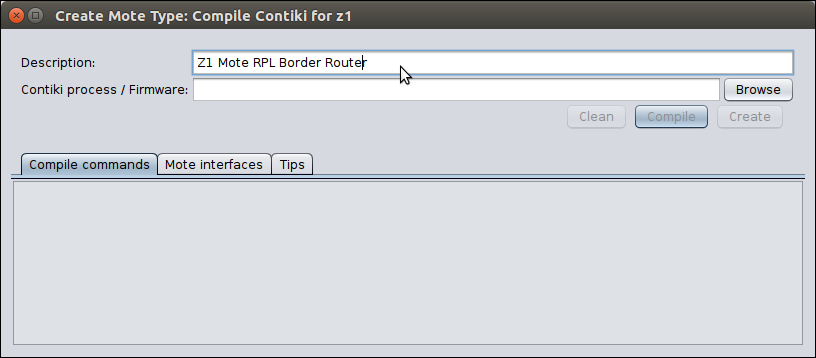 Create Mote Type: Compile Contiki for z1
Description: Z1 Mote RPL Border Router
Contiki process / Firmware: Browse
Clean Compile Create
Compile commands Mote interfaces Tips